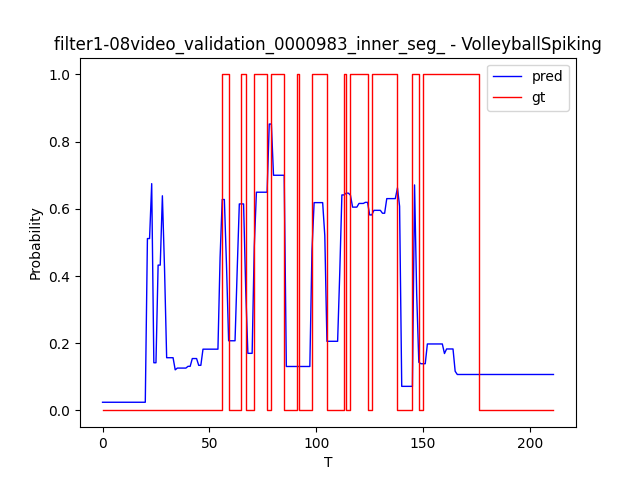 filter1-08video_validation_0000983_inner_seg_ - VolleyballSpiking
pred
gt
1.0
0.8
0.6
0.4
0.2
0.0
Probability
0
50
100
150
200
T